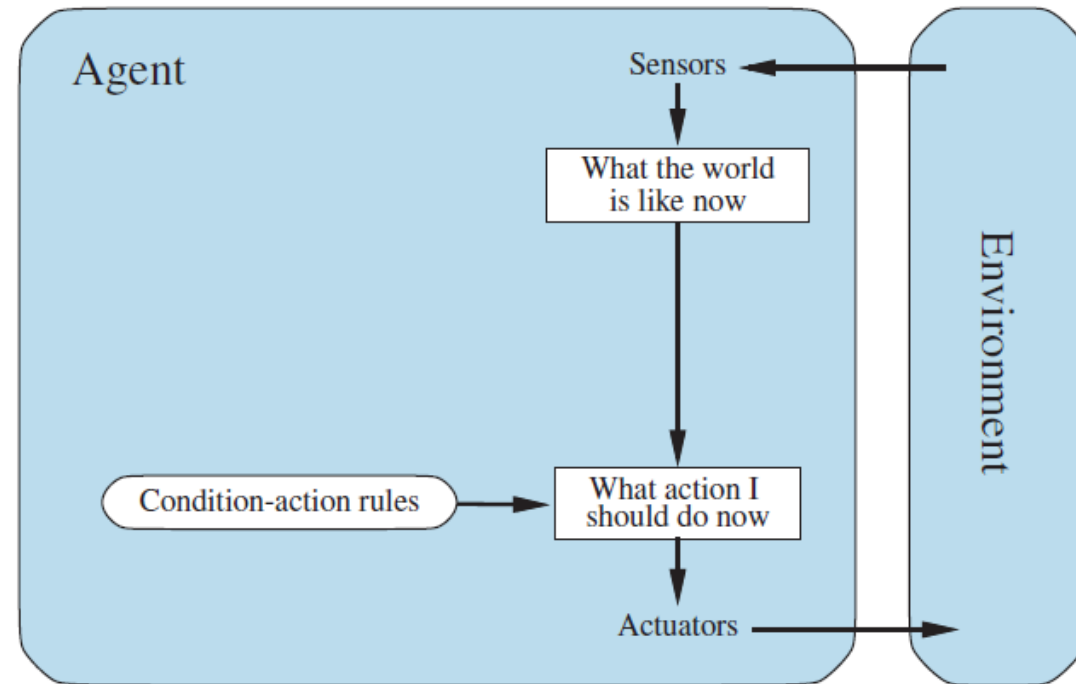 Agent
Sensors
What the world
is like now
Environment
Condition-action rules
What action I
should do now
Actuators